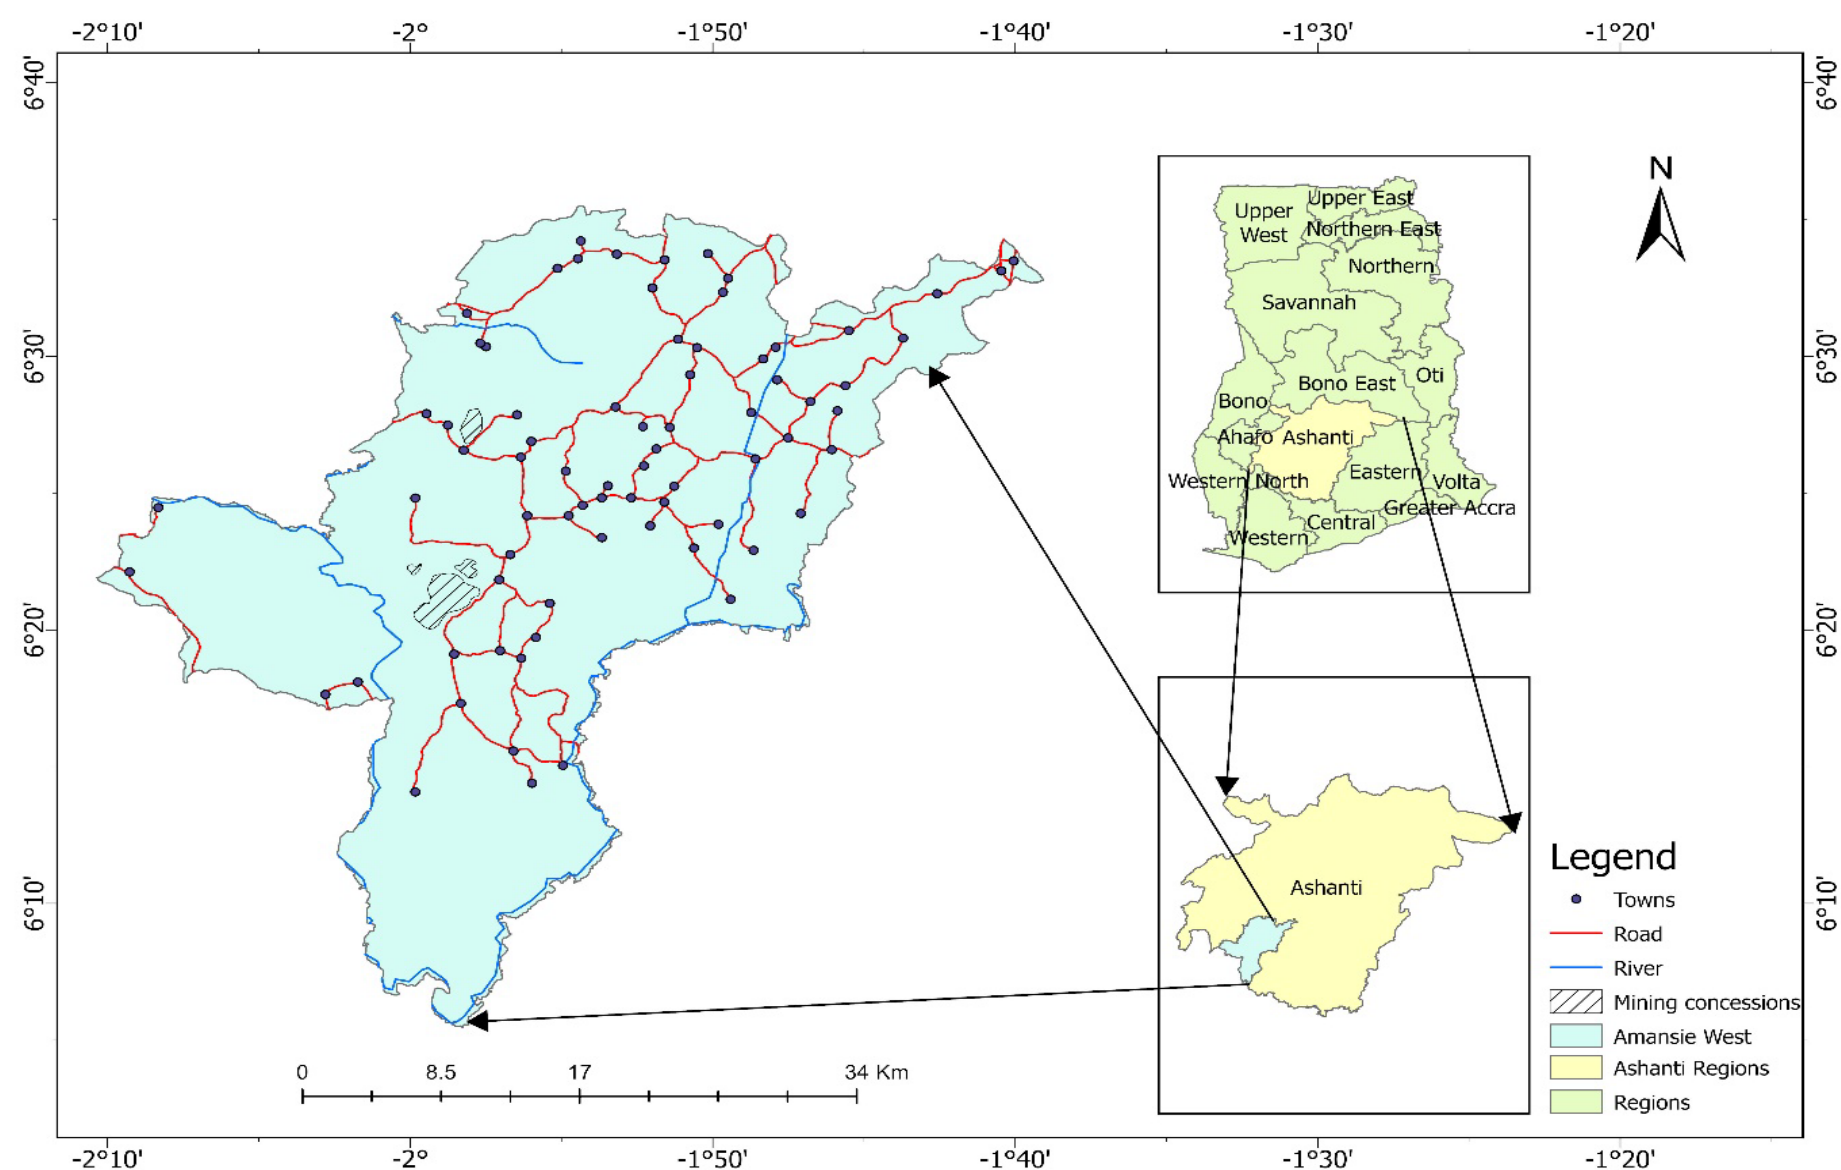 -2°10' -2° -1°50' -1°40' -1°30' -1°20'
6°40' 6°40'
N
Upper East
Upper
West
Northern East
Northern
Savannah
6°30' 6°30'
Bono East Oti
Bono
Ahafo Ashanti
Eastern
Western North Volta
Greater Accra
Central
Western
6°20' 6°20'
Ashanti
6°10' 6°10'
Legend
Towns
Road
River
Mining concessions
Amansie West
Ashanti Regions
Regions
0 8.5 17 34 Km
-2°10' -2° -1°50' -1°40' -1°30' -1°20'